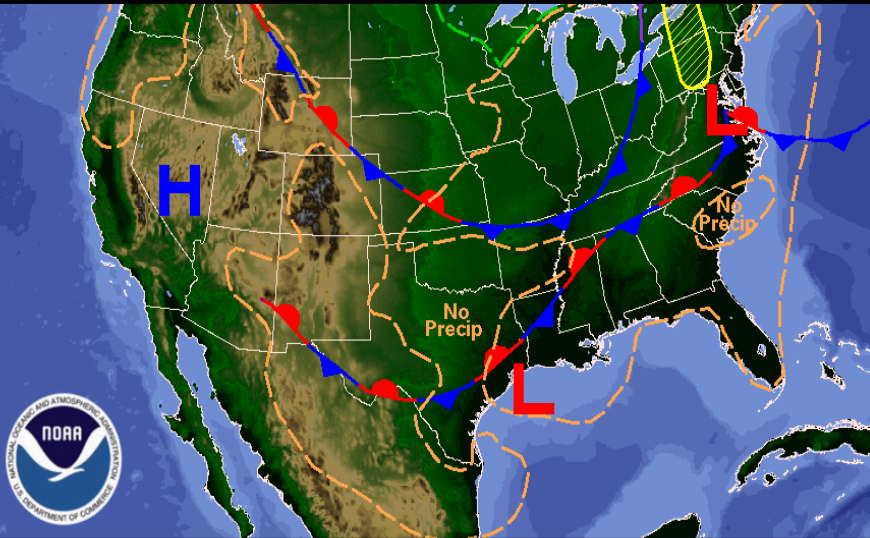 H
L
No
Precip
No
Precip
L
NATIONAL OCEANIC AND ATMOSPHERIC ADMINISTRATION
NOAA
U.S. DEPARTMENT OF COMMERCE